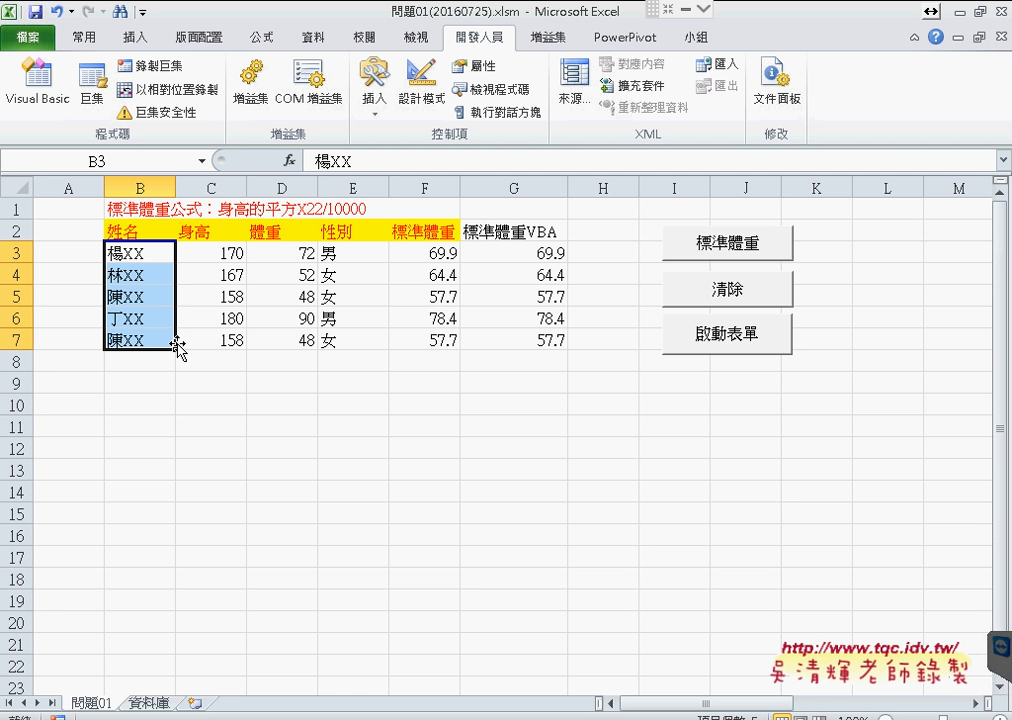 問題01(20160725).xlsm - Microsoft Excel
檔案 常用 插入 版面配置 公式 資料 校閱 檢視 開發人員 增益集 PowerPivot 小組
Visual Basic 巨集 錄製巨集 以相對位置錄製 巨集安全性 增益集 COM 增益集 插入 設計模式 屬性 檢視程式碼 執行對話方塊 來源... 對應內容 擴充套件 重新整理資料 匯入 匯出 文件面板
程式碼 增益集 控制項 XML 修改
B3 fx 楊XX
A B C D E F G H I J K L M
1 標準體重公式：身高的平方X22/10000
2 姓名 身高 體重 性別 標準體重 標準體重VBA
3 楊XX 170 72 男 69.9 69.9
4 林XX 167 52 女 64.4 64.4
5 陳XX 158 48 女 57.7 57.7
6 丁XX 180 90 男 78.4 78.4
7 陳XX 158 48 女 57.7 57.7
標準體重
清除
啟動表單
8
9
10
11
12
13
14
15
16
17
18
19
20
21
22
23
http://www.tqc.idv.tw/
吳清輝老師錄製
問題01 資料庫